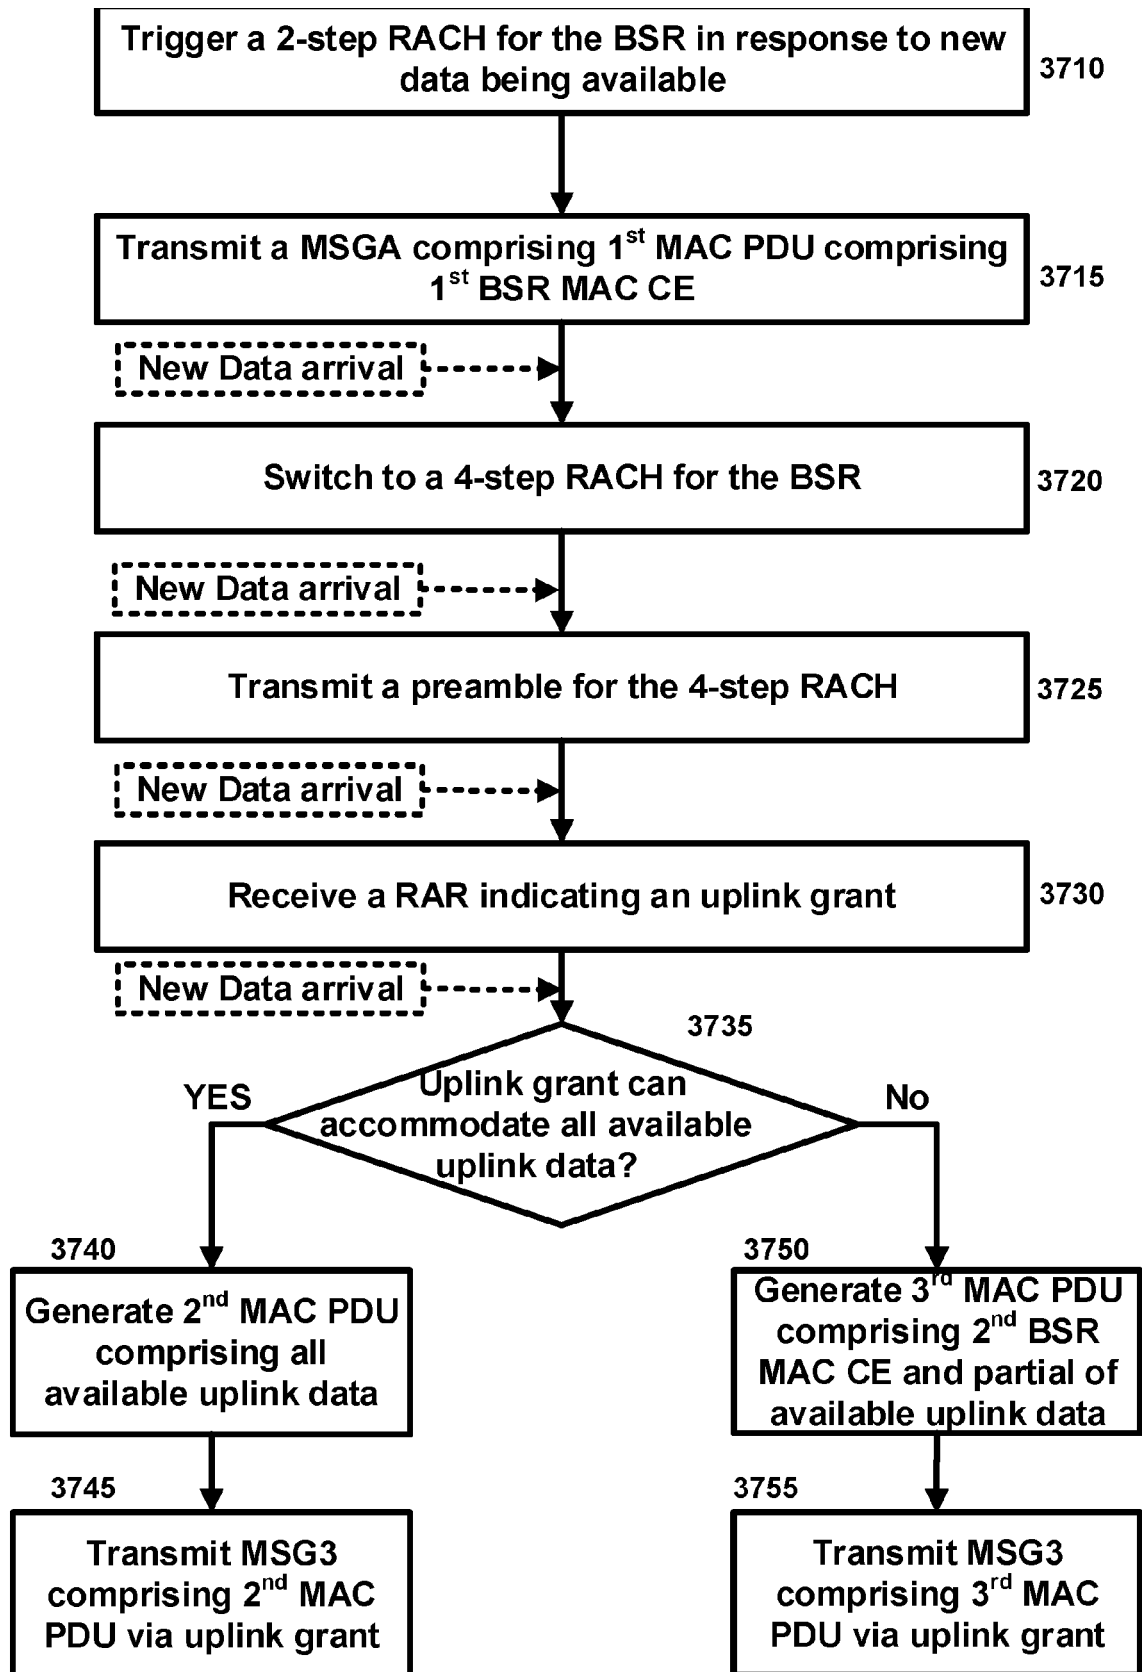 Trigger a 2-step RACH for the BSR in response to new
data being available
3710
Transmit a MSGA comprising 1st MAC PDU comprising
1st BSR MAC CE
3715
New Data arrival
Switch to a 4-step RACH for the BSR
3720
New Data arrival
Transmit a preamble for the 4-step RACH
3725
New Data arrival
Receive a RAR indicating an uplink grant
3730
New Data arrival
3735
Uplink grant can
accommodate all available
uplink data?
YES
No
3740
Generate 2nd MAC PDU
comprising all
available uplink data
3750
Generate 3rd MAC PDU
comprising 2nd BSR
MAC CE and partial of
available uplink data
3745
Transmit MSG3
comprising 2nd MAC
PDU via uplink grant
3755
Transmit MSG3
comprising 3rd MAC
PDU via uplink grant